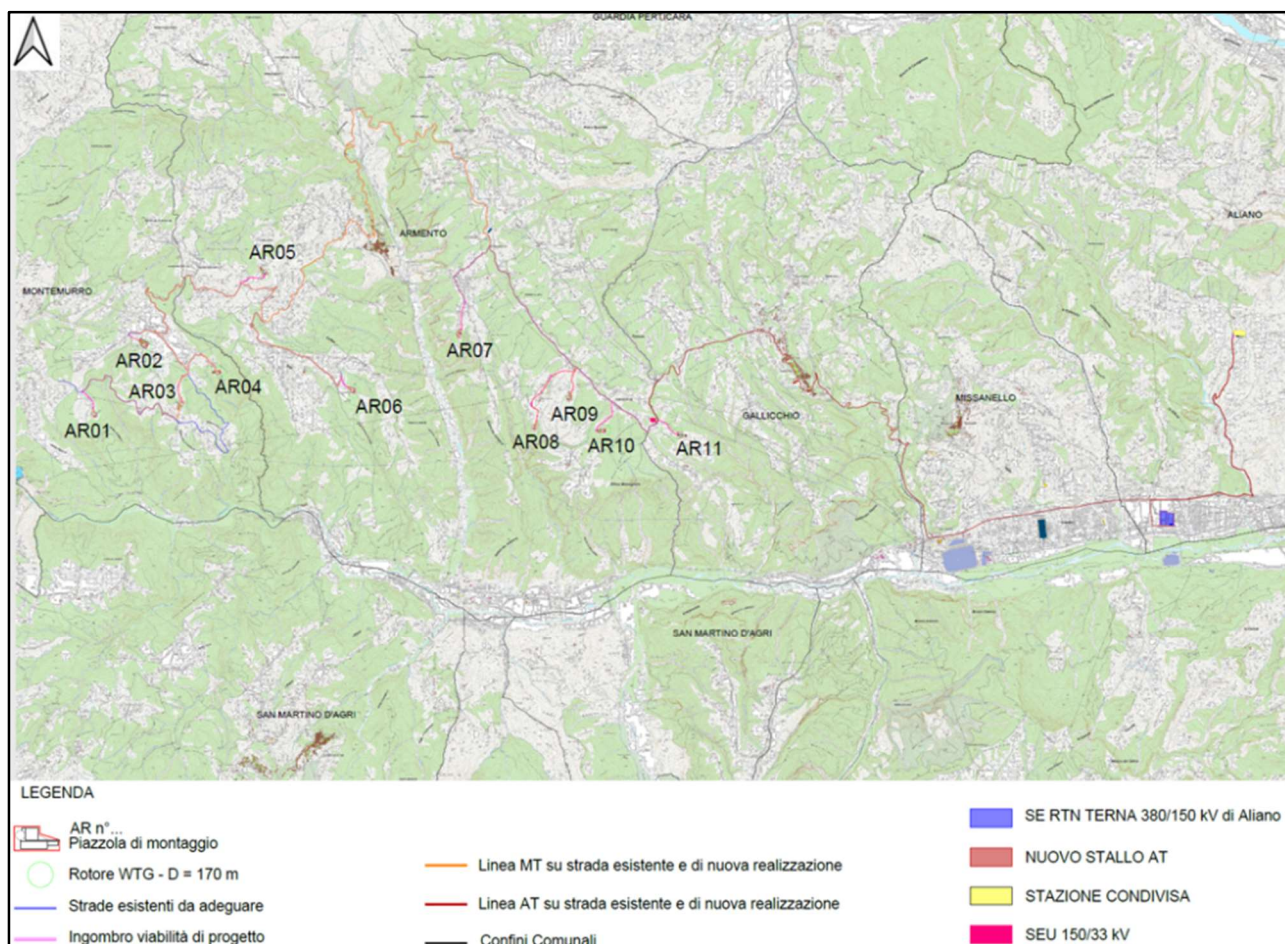 GUARDIA PERTICARA
ALIANO
ARMENTO
AR05
MONTEMURRO
AR02
AR07
AR03
AR04
AR09
MISSANELLO
AR01
AR06
GALLICCHIO
AR08
AR10
AR11
SAN MARTINO D'AGRI
SAN MARTINO D'AGRI
LEGENDA
AR n°...
Piazzola di montaggio
Rotore WTG - D = 170 m
Strade esistenti da adeguare
Ingombro viabilità di progetto
Linea MT su strada esistente e di nuova realizzazione
Linea AT su strada esistente e di nuova realizzazione
Confini Comunali
SE RTN TERNA 380/150 kV di Aliano
NUOVO STALLO AT
STAZIONE CONDIVISA
SEU 150/33 kV